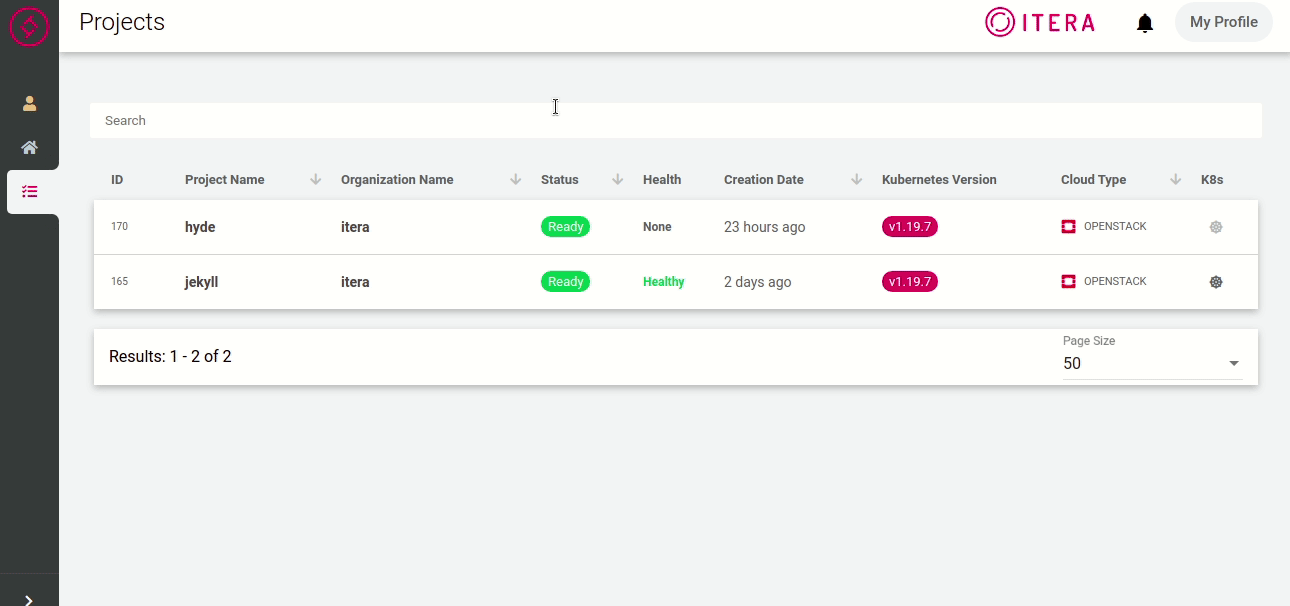 Projects
ITERA
My Profile
Search
ID Project Name Organization Name Status Health Creation Date Kubernetes Version Cloud Type K8s
170 hyde itera Ready None 23 hours ago v1.19.7 OPENSTACK
165 jekyll itera Ready Healthy 2 days ago v1.19.7 OPENSTACK
Results: 1 - 2 of 2
Page Size
50